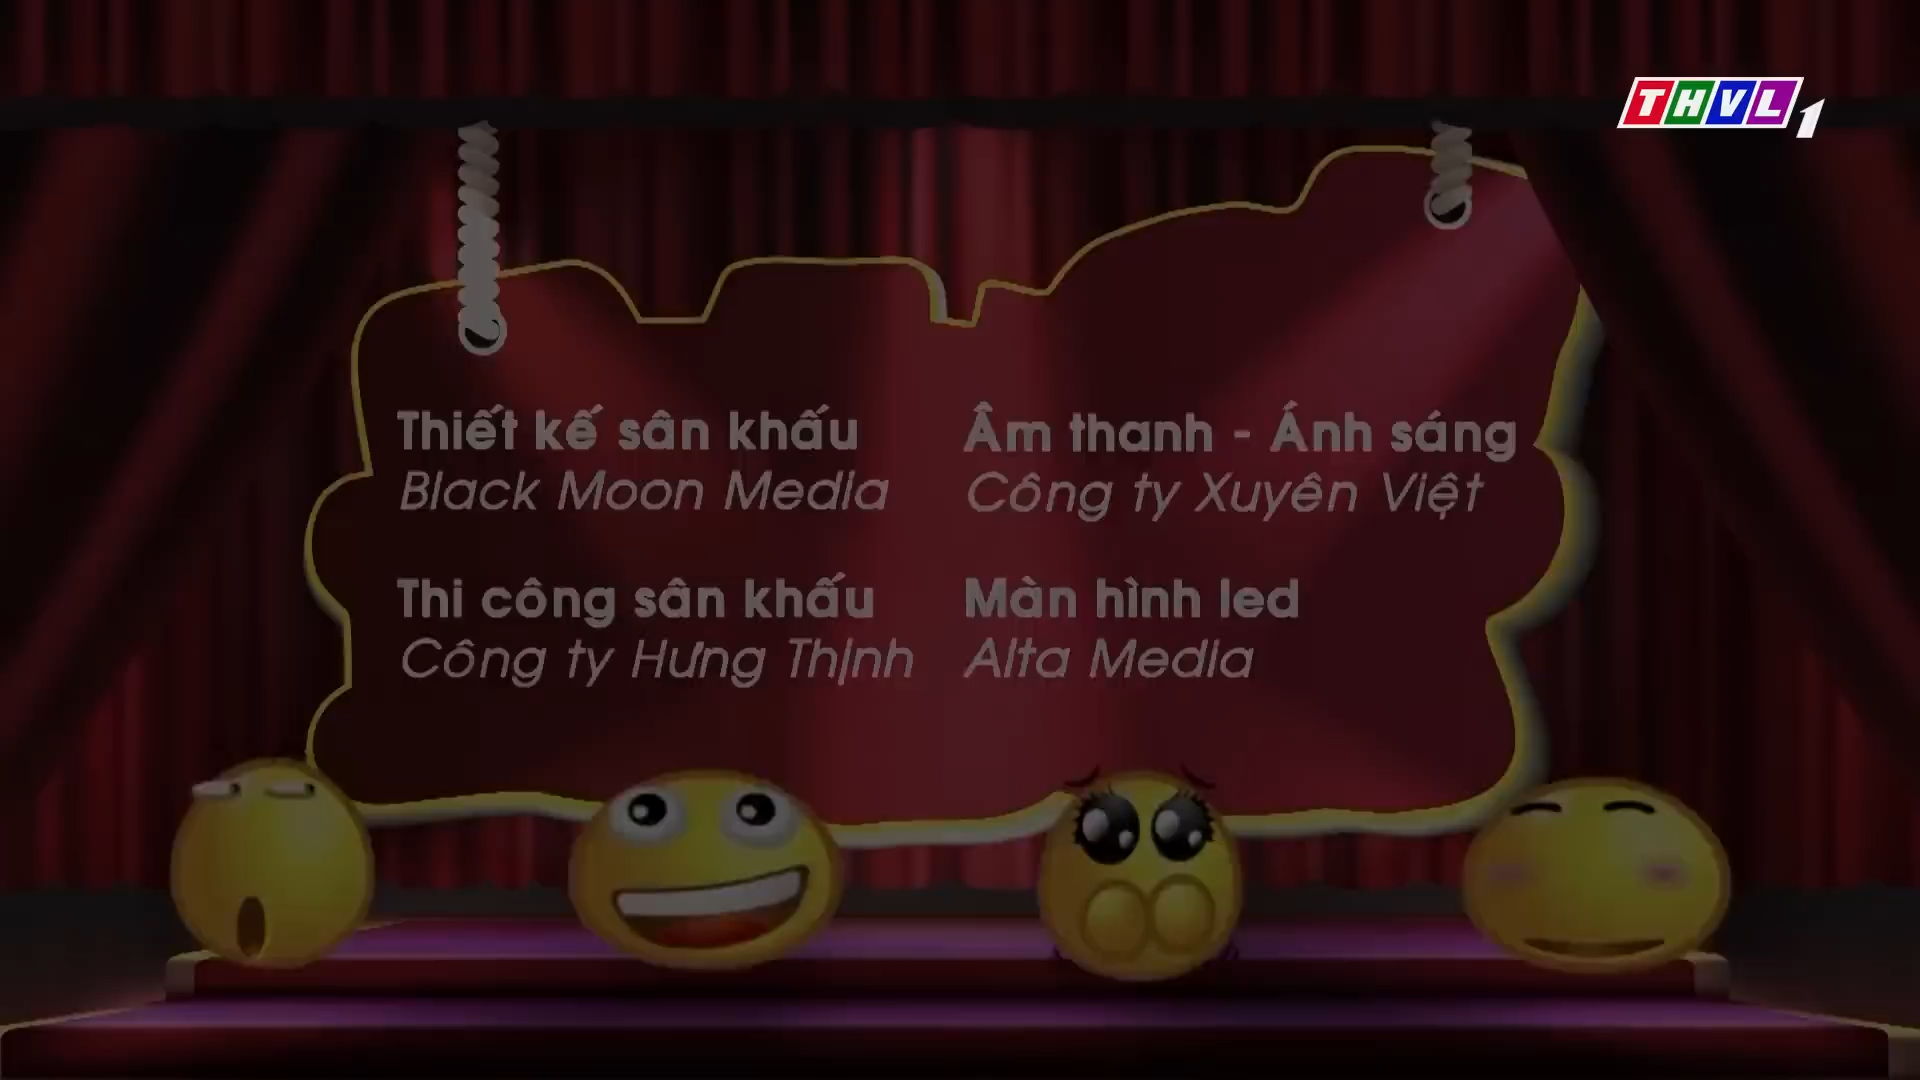 THVL1
Thiết kế sân khấu
Black Moon Media
Thi công sân khấu
Công ty Hưng Thịnh
Âm thanh - Ánh sáng
Công ty Xuyên Việt
Màn hình led
Alta Media